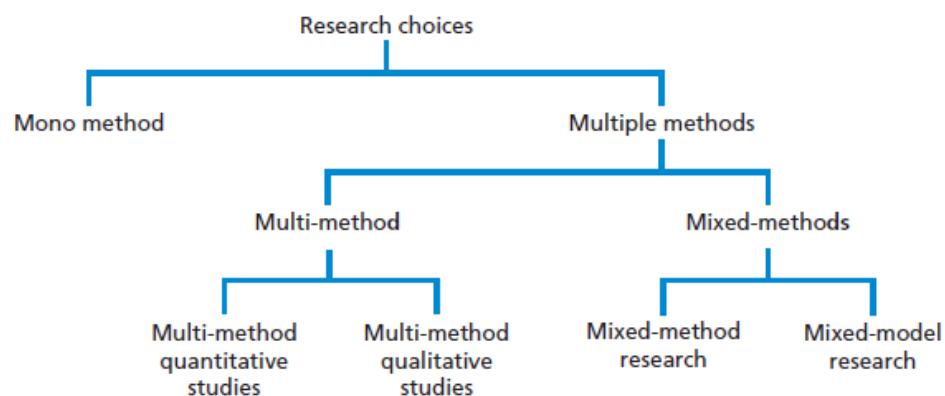 Research choices
Mono method
Multiple methods
Multi-method
Mixed-methods
Multi-method
quantitative
studies
Multi-method
qualitative
studies
Mixed-method
research
Mixed-model
research